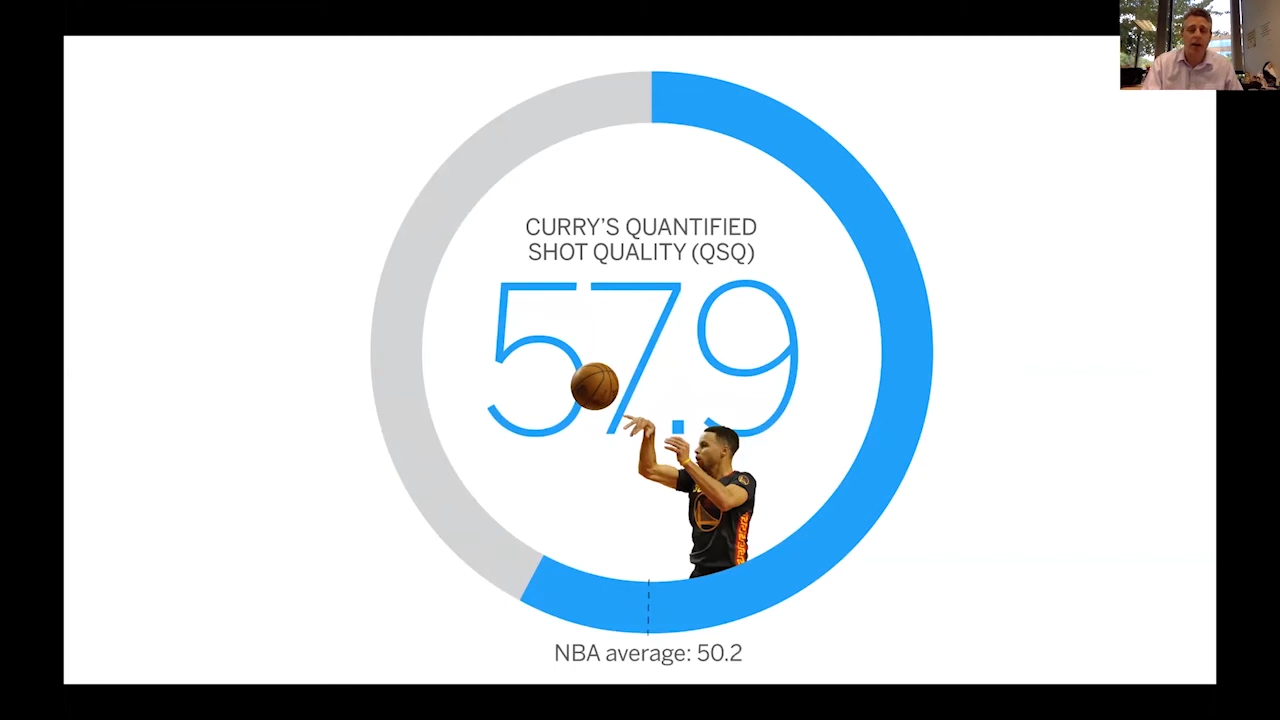 CURRY’S QUANTIFIED
SHOT QUALITY (QSQ)
57.9
NBA average: 50.2